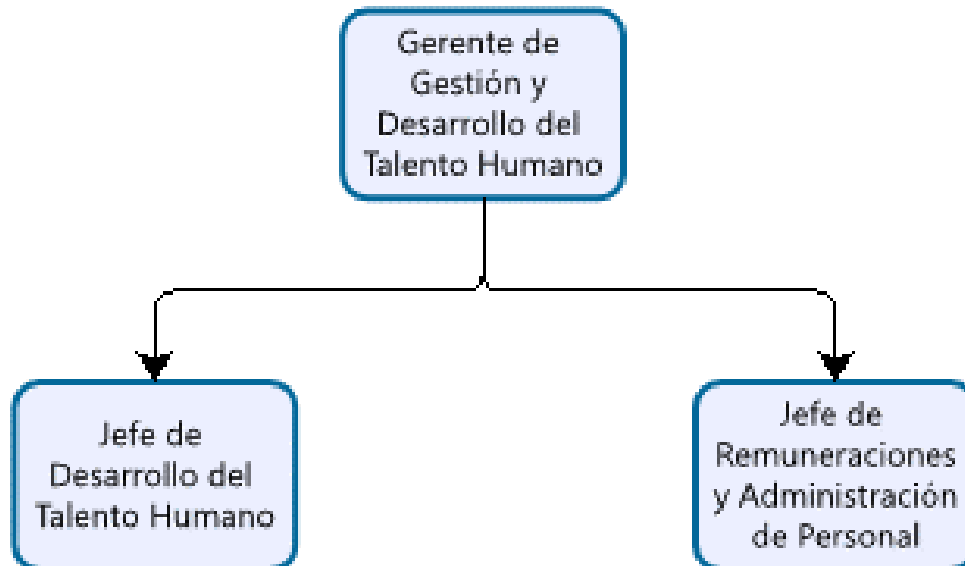 Gerente de
Gestión y
Desarrollo del
Talento Humano
Jefe de
Desarrollo del
Talento Humano
Jefe de
Remuneraciones
y Administración
de Personal